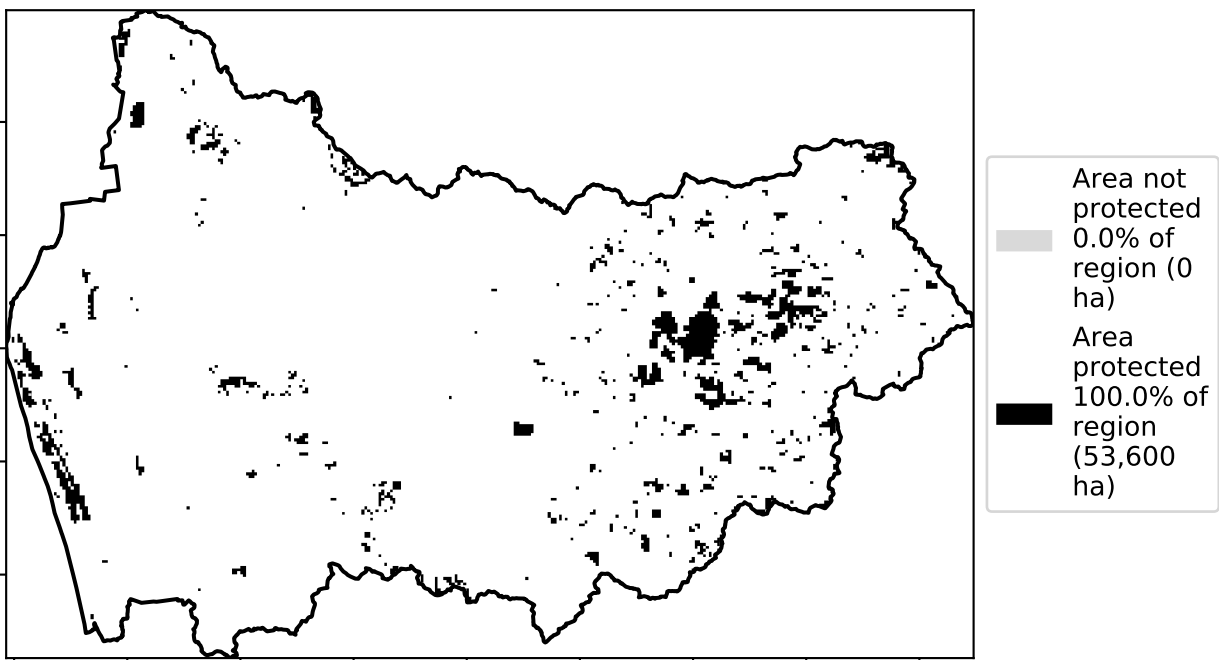 Area not
protected
0.0% of
region (0
ha)
Area
protected
100.0% of
region
(53,600
ha)